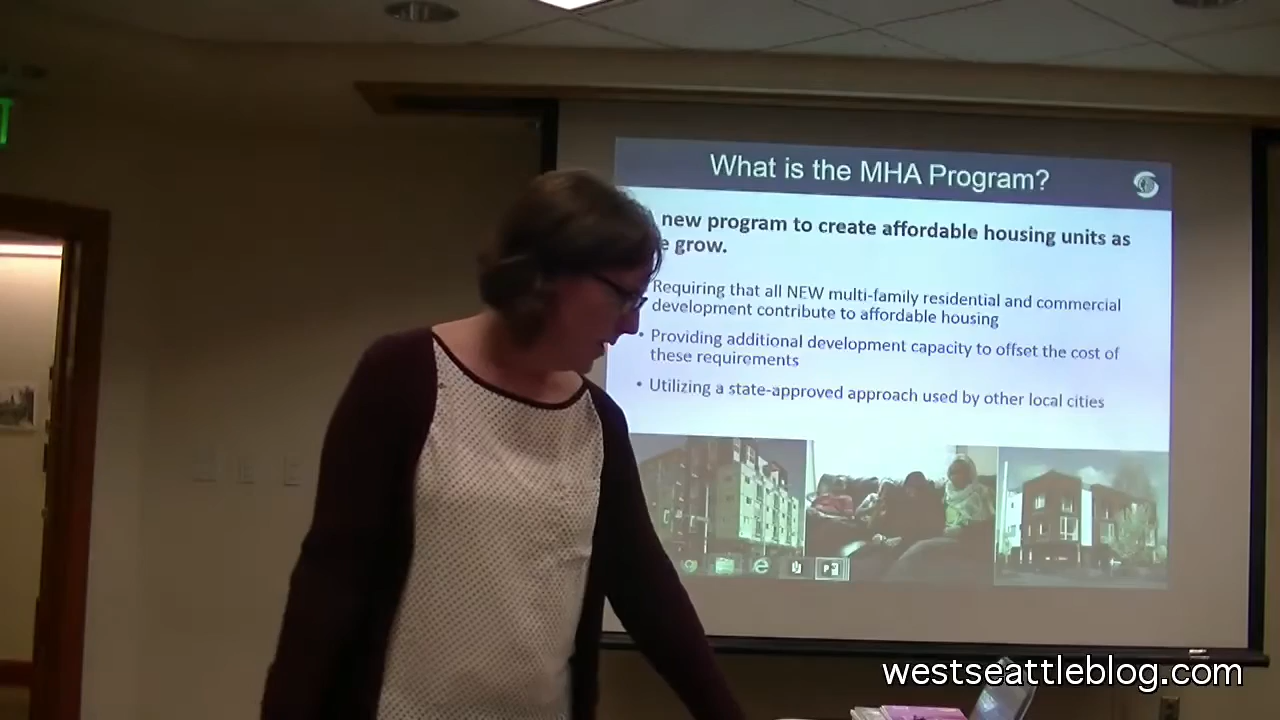 What is the MHA Program?
new program to create affordable housing units as
grow.
Requiring that all NEW multi-family residential and commercial
development contribute to affordable housing
• Providing additional development capacity to offset the cost of
these requirements
• Utilizing a state-approved approach used by other local cities
westseattleblog.com